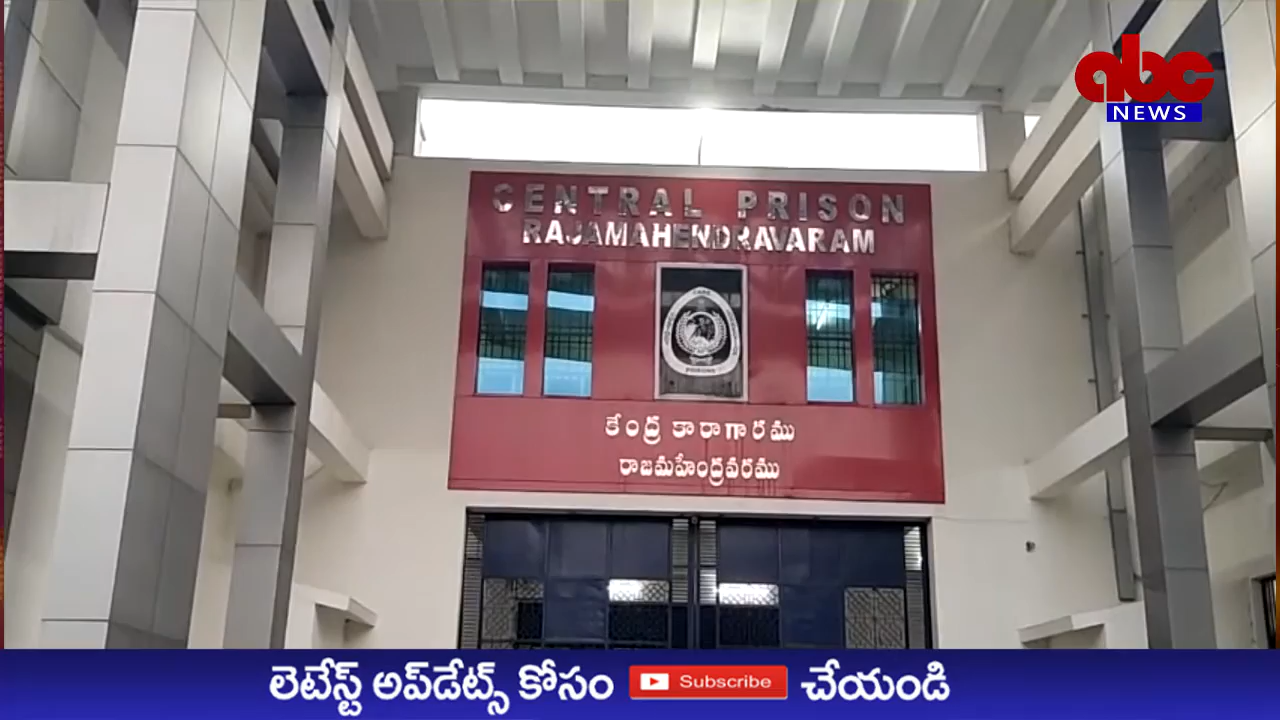 abc
NEWS
CENTRAL PRISON
RAJAMAHENDRAVARAM
కేంద్ర కారాగారము
రాజమహేంద్రవరము
లెటేస్ట్ అప్‌డేట్స్ కోసం Subscribe చేయండి